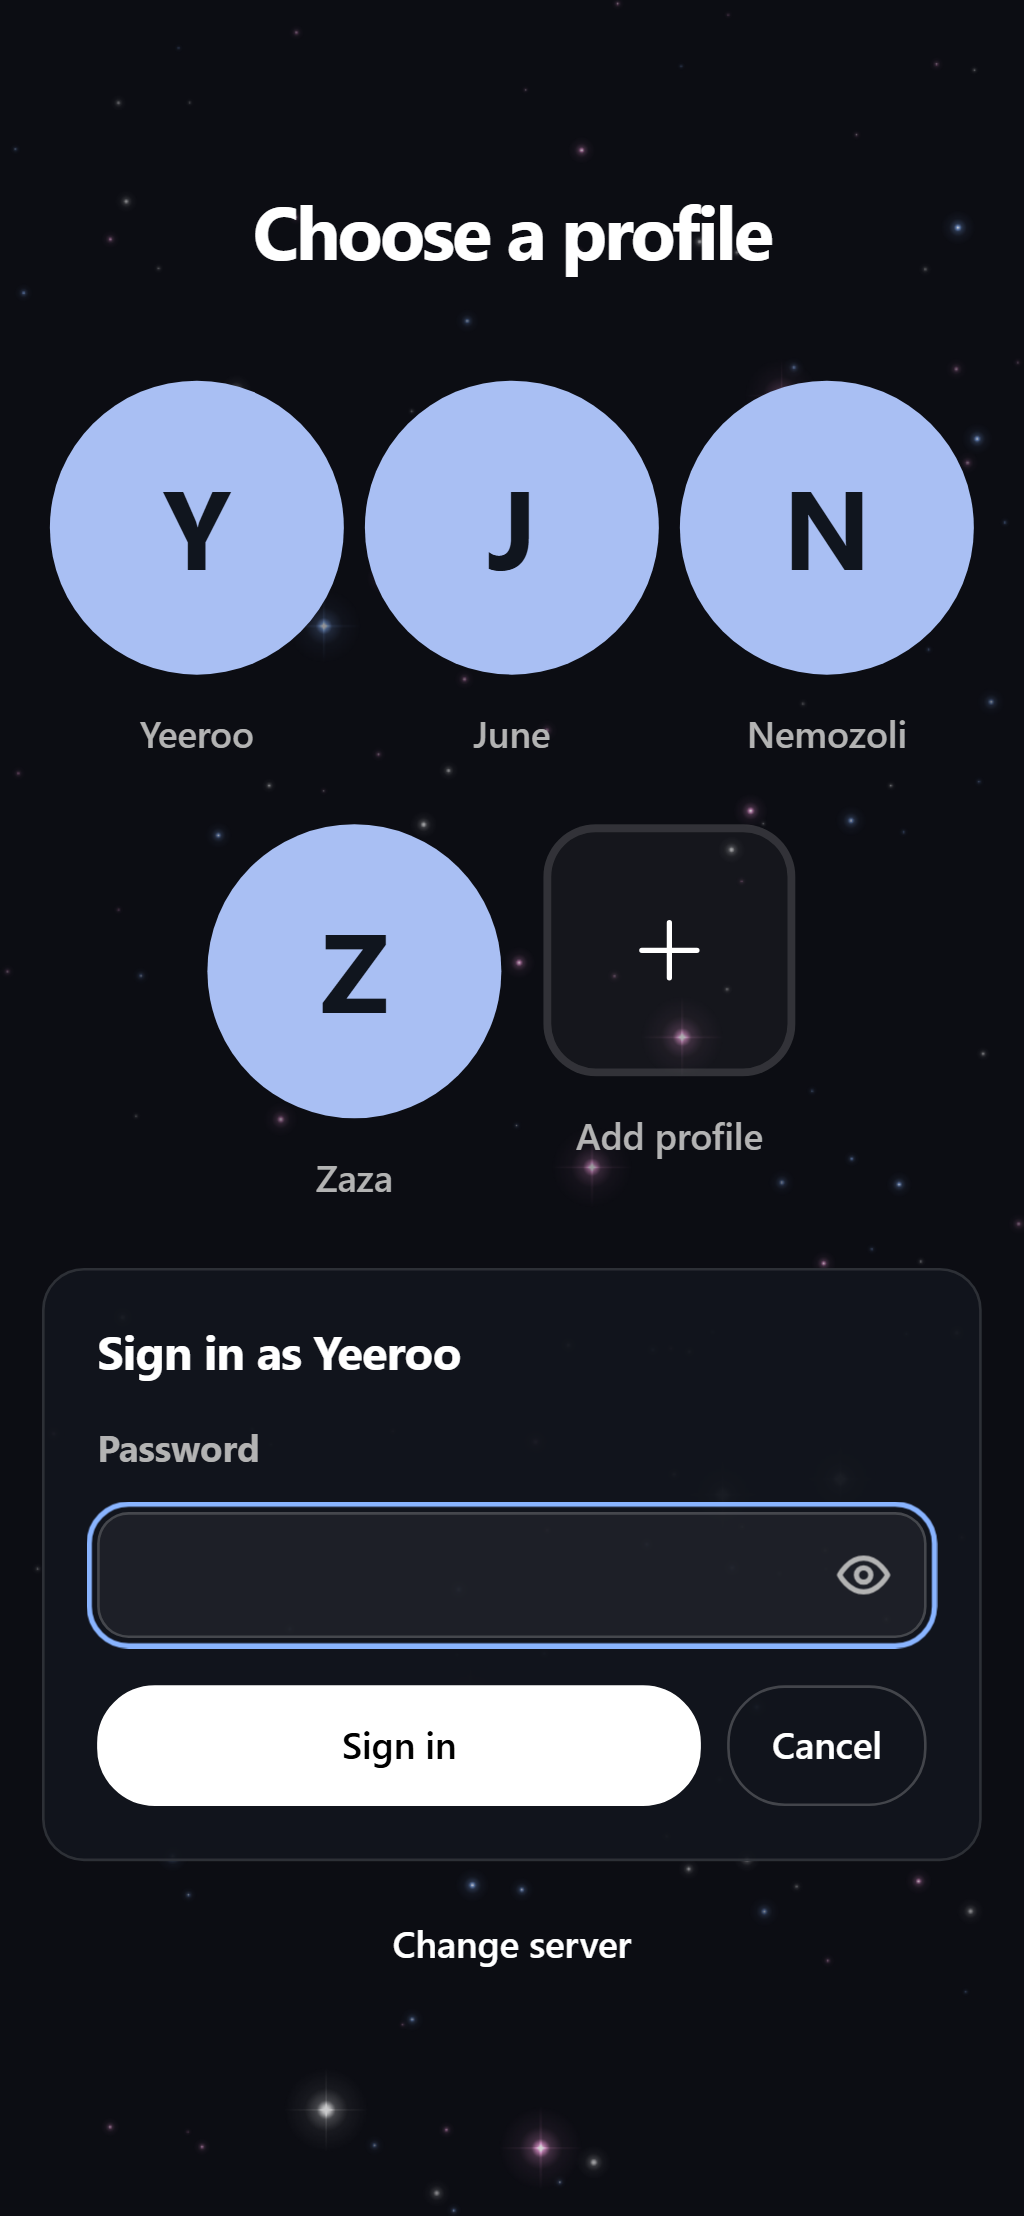 Choose a profile
Y
J
N
Yeeroo
June
Nemozoli
Z
Zaza
Add profile
Sign in as Yeeroo
Password
Sign in
Cancel
Change server